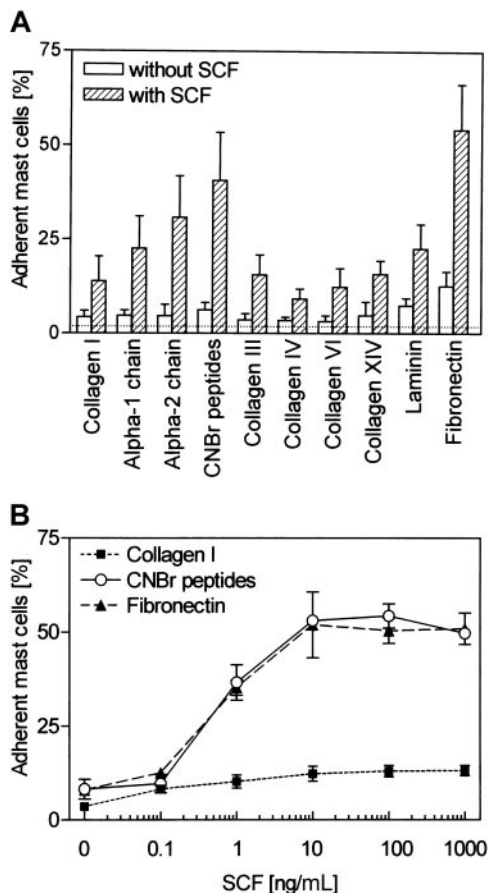 A
75
50
25
0
Adherent mast cells [%]
without SCF
with SCF
Collagen I
Alpha-1 chain
Alpha-2 chain
CNBr peptides
Collagen III
Collagen IV
Collagen VI
Collagen XIV
Laminin
Fibronectin
B
75
50
25
0
Adherent mast cells [%]
Collagen I
CNBr peptides
Fibronectin
0 0.1 1 10 100 1000
SCF [ng/mL]